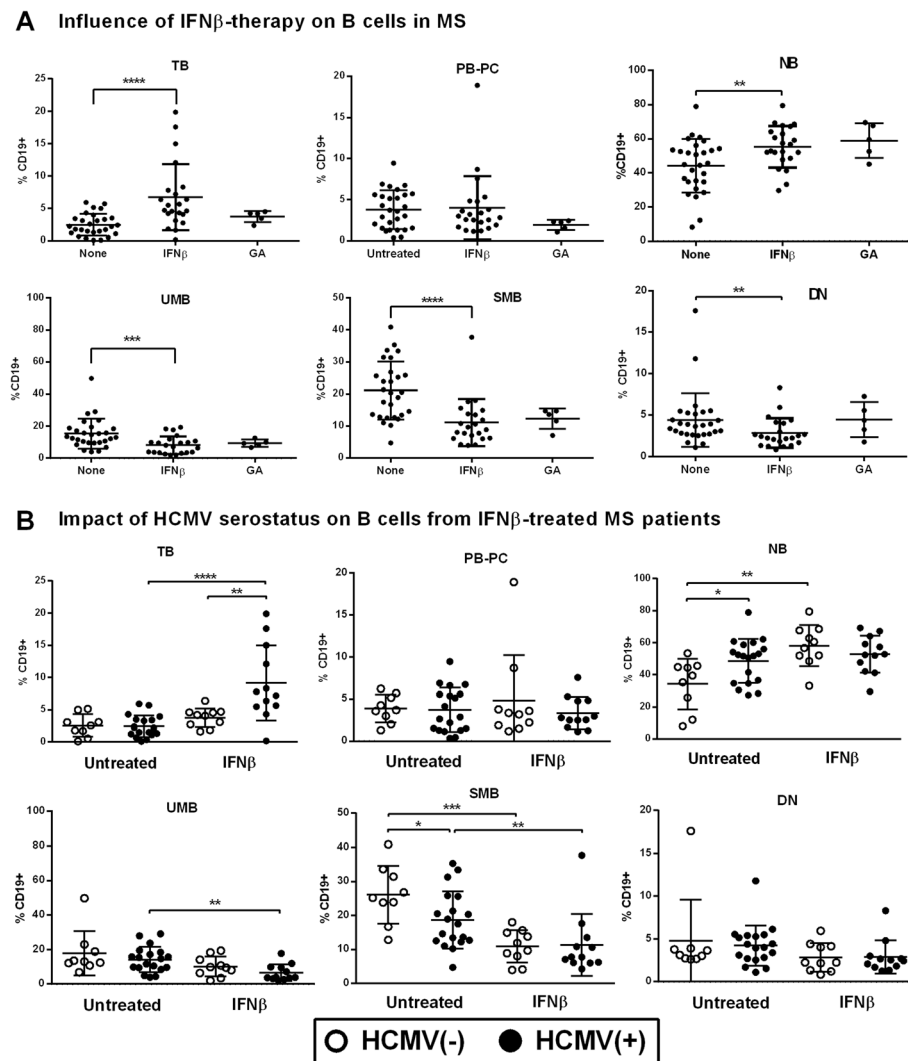 A Influence of IFNβ-therapy on B cells in MS
TB
PB-PC
NB
25
20
15
10
5
0
% CD19+
****
None
IFNβ
GA
20
15
10
5
0
% CD19+
Untreated
IFNβ
GA
100
80
60
40
20
0
%CD19+
**
None
IFNβ
GA
UMB
SMB
DN
100
80
60
40
20
0
%CD19+
***
None
IFNβ
GA
50
40
30
20
10
0
%CD19+
****
None
IFNβ
GA
20
15
10
5
0
% CD19+
**
None
IFNβ
GA
B Impact of HCMV serostatus on B cells from IFNβ-treated MS patients
TB
PB-PC
NB
25
20
15
10
5
0
% CD19+
****
**
Untreated
IFNβ
20
15
10
5
0
% CD19+
Untreated
IFNβ
100
80
60
40
20
0
% CD19+
**
*
Untreated
IFNβ
UMB
SMB
DN
100
80
60
40
20
0
% CD19+
**
Untreated
IFNβ
50
40
30
20
10
0
% CD19+
***
*
**
Untreated
IFNβ
20
15
10
5
0
% CD19+
Untreated
IFNβ
HCMV(-)
HCMV(+)